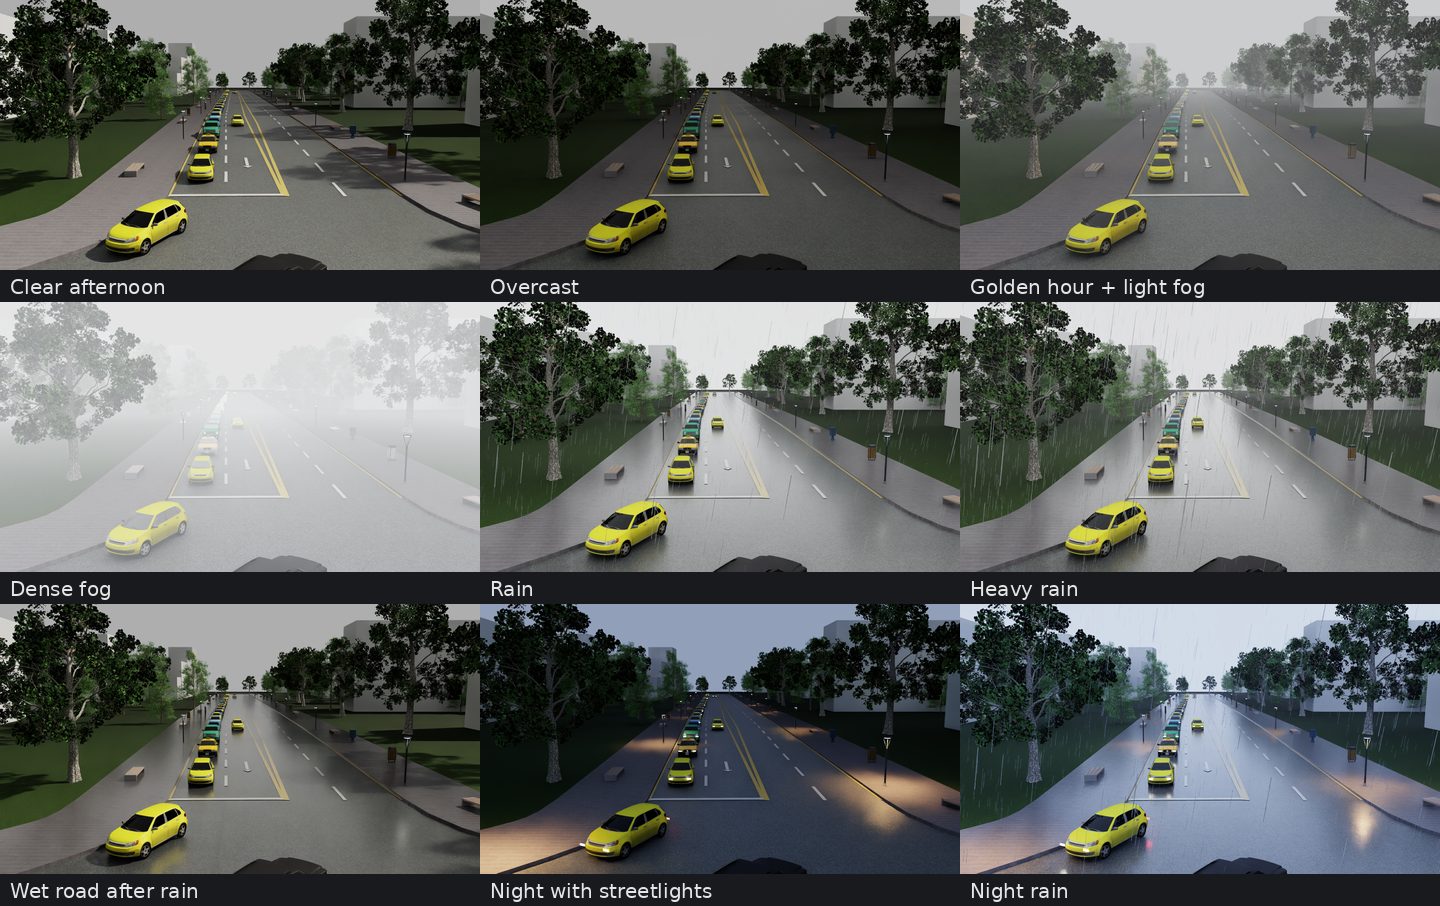 Clear afternoon
Overcast
Golden hour + light fog
Dense fog
Rain
Heavy rain
Wet road after rain
Night with streetlights
Night rain